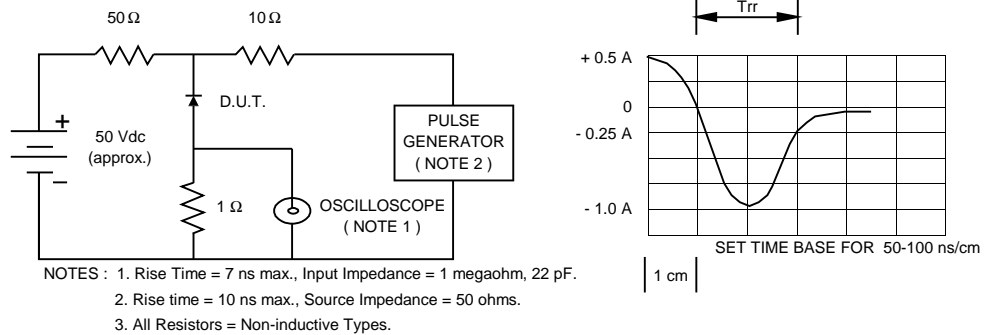 Trr
50 Ω
10 Ω
+ 0.5 A
D.U.T.
0
+
50 Vdc
(approx.)
PULSE
GENERATOR
( NOTE 2 )
- 0.25 A
−
1 Ω
OSCILLOSCOPE
( NOTE 1 )
- 1.0 A
SET TIME BASE FOR 50-100 ns/cm
1 cm
NOTES : 1. Rise Time = 7 ns max., Input Impedance = 1 megaohm, 22 pF.
2. Rise time = 10 ns max., Source Impedance = 50 ohms.
3. All Resistors = Non-inductive Types.